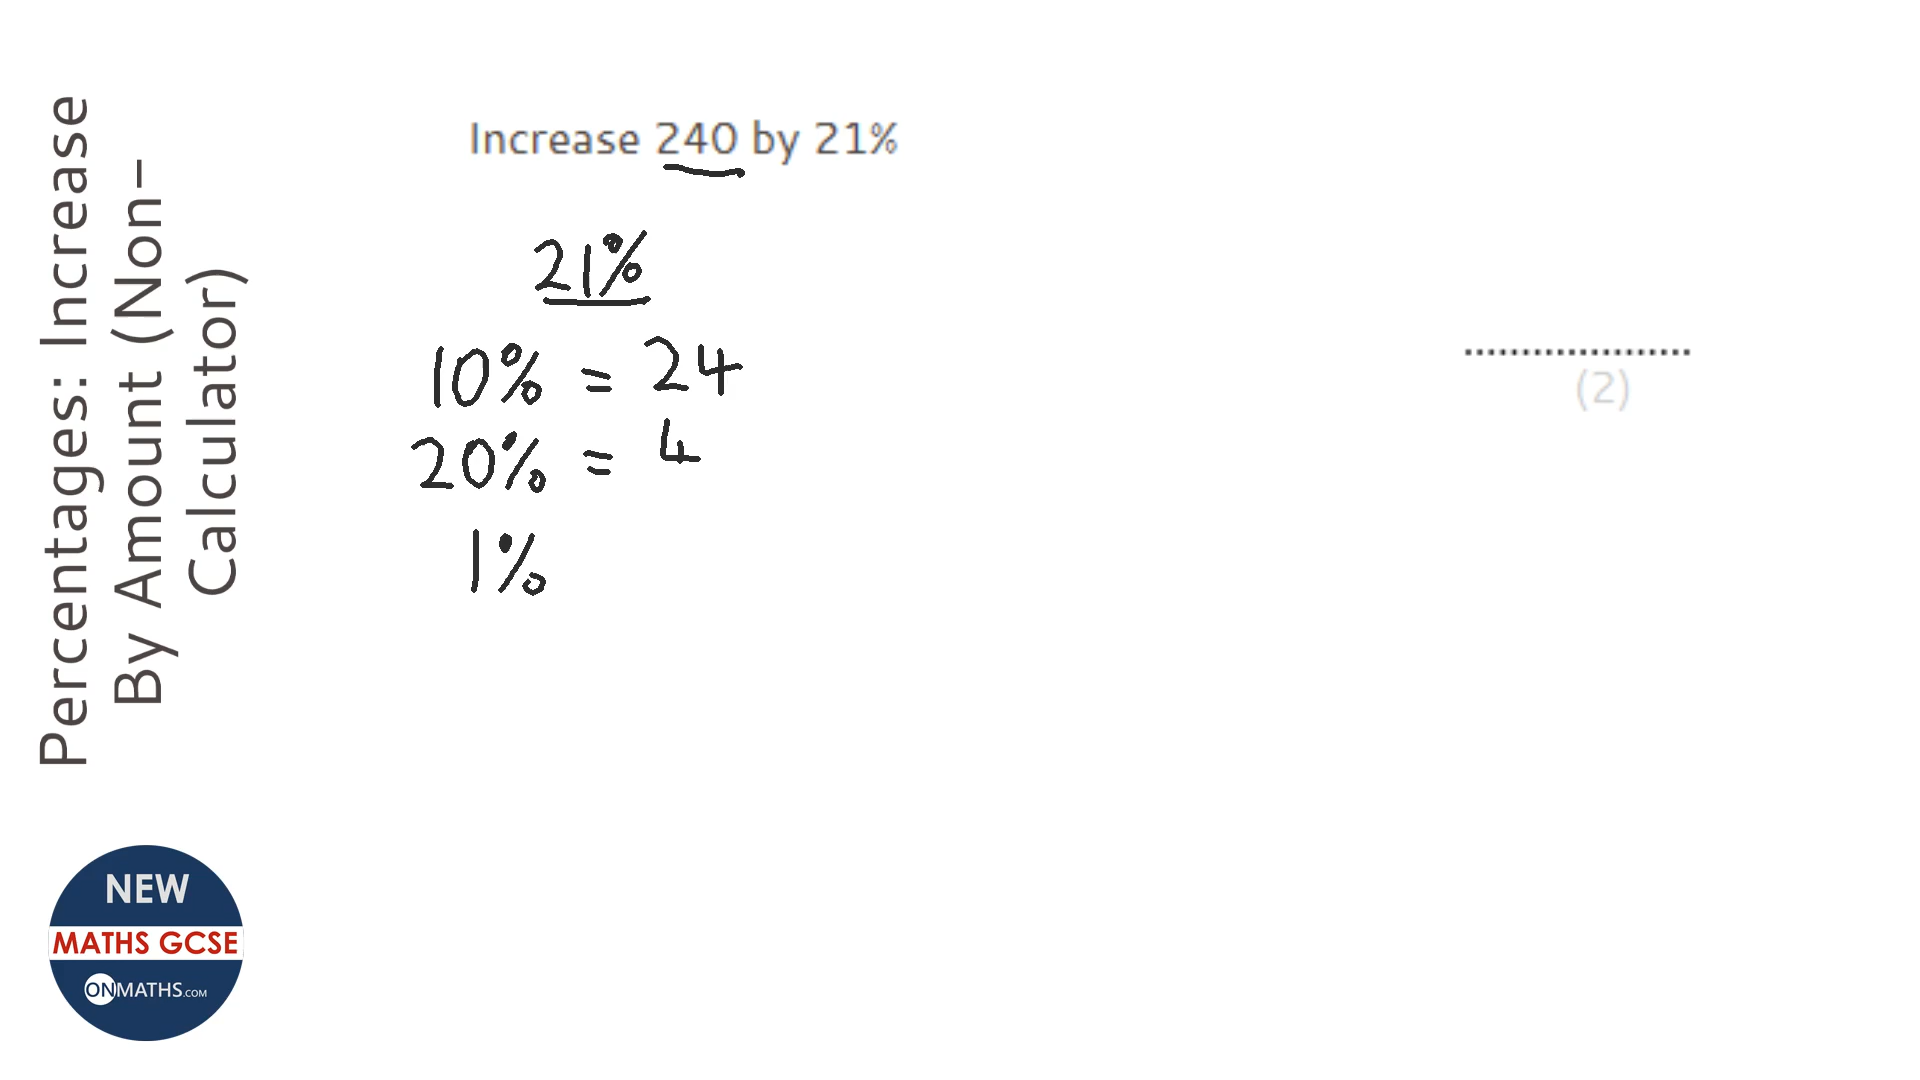 Percentages: Increase
By Amount (Non-
Calculator)
Increase 240 by 21%
21%
10% = 24
20% = 4
1%
(2)
NEW
MATHS GCSE
ONMATHS.COM